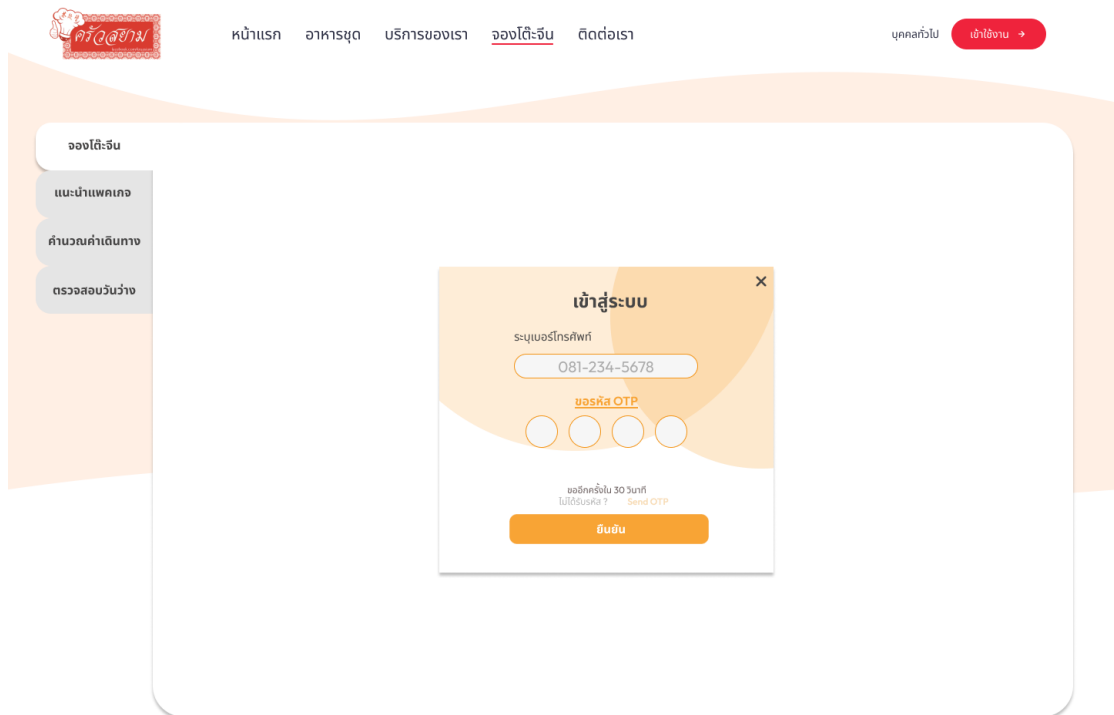 ครัวสยาม
หน้าแรก อาหารชุด บริการของเรา จองโต๊ะจีน ติดต่อเรา
บุคคลทั่วไป เข้าใช้งาน →
จองโต๊ะจีน
แนะนำแพคเกจ
คำนวณค่าเดินทาง
ตรวจสอบวันว่าง
เข้าสู่ระบบ
ระบุเบอร์โทรศัพท์
081-234-5678
ขอรหัส OTP
ขออีกครั้งใน 30 วินาที
ไม่ได้รับรหัส ? Send OTP
ยืนยัน